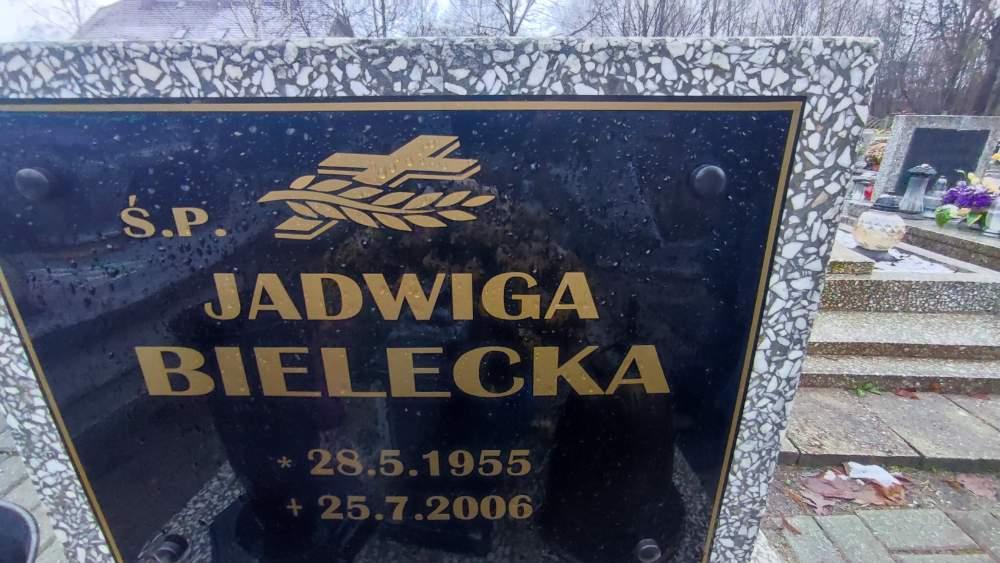 Ś.P.
JADWIGA
BIELECKA
* 28.5.1955
+ 25.7.2006